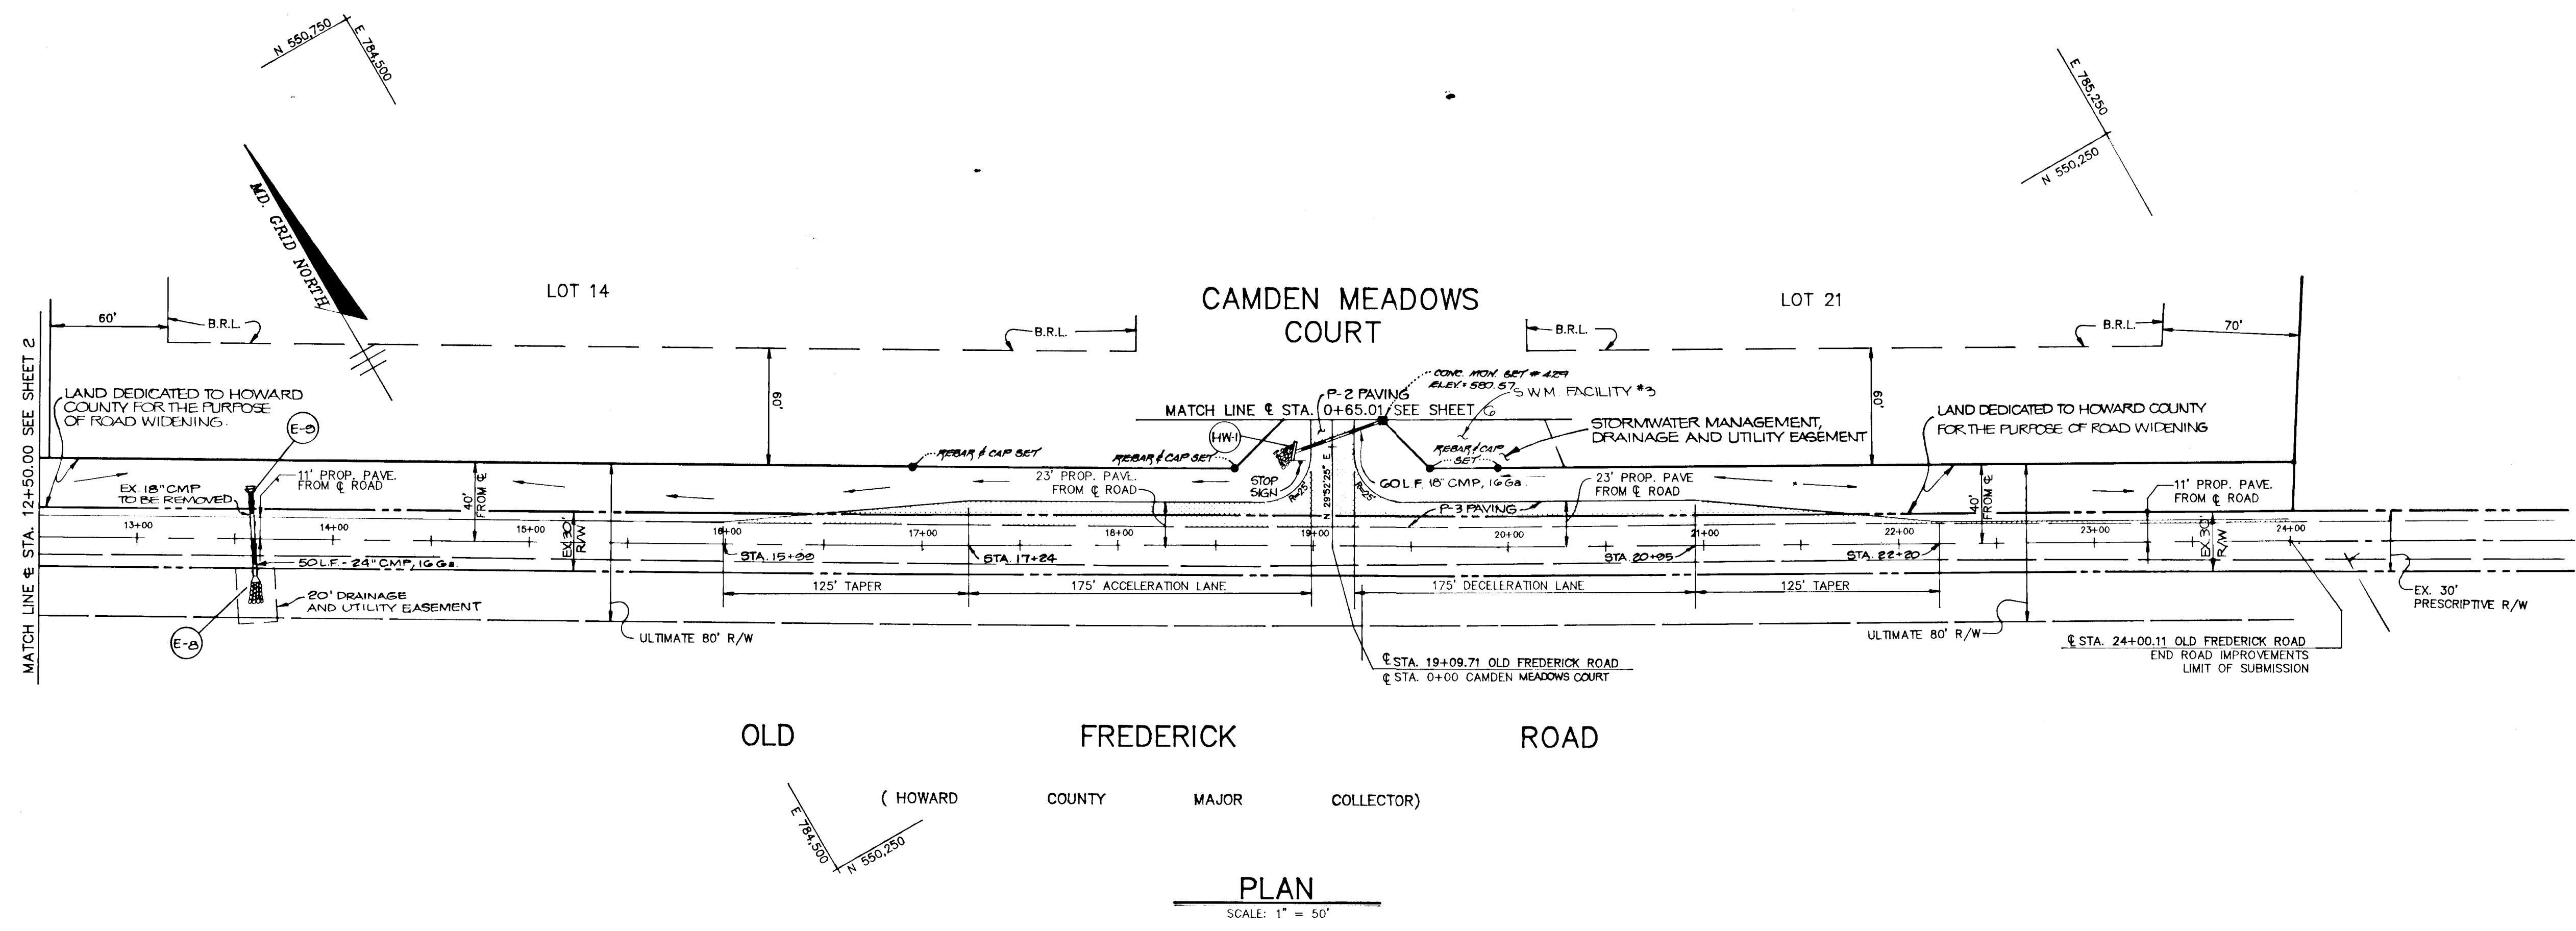 N 550,750
E 784,500
E 785,250
N 550,250
MD. GRID NORTH
LOT 14
CAMDEN MEADOWS
COURT
LOT 21
60'
B.R.L.
B.R.L.
B.R.L.
B.R.L.
70'
60'
60'
MATCH LINE ℄ STA. 12+50.00 SEE SHEET 2
LAND DEDICATED TO HOWARD
COUNTY FOR THE PURPOSE
OF ROAD WIDENING.
E-9
CONC. MON. SET # 429
ELEV.= 580.57
P-2 PAVING
SWM FACILITY #3
MATCH LINE ℄ STA. 0+65.01 SEE SHEET 6
HW-1
STORMWATER MANAGEMENT,
DRAINAGE AND UTILITY EASEMENT
LAND DEDICATED TO HOWARD COUNTY
FOR THE PURPOSE OF ROAD WIDENING
REBAR & CAP SET
REBAR & CAP SET
REBAR & CAP
SET
EX. 18" CMP
TO BE REMOVED
11' PROP. PAVE.
FROM ℄ ROAD
40'
FROM ℄
23' PROP. PAVE
FROM ℄ ROAD
STOP
SIGN
R=25'
N 29°52'25" E
R=25'
60 L.F. 18" CMP, 16 Ga.
23' PROP. PAVE
FROM ℄ ROAD
40'
FROM ℄
11' PROP. PAVE.
FROM ℄ ROAD
P-3 PAVING
13+00
14+00
15+00
16+00
17+00
18+00
19+00
20+00
21+00
22+00
23+00
24+00
EX. 30'
R/W
EX. 30'
R/W
50 L.F. - 24" CMP, 16 Ga.
STA. 15+99
STA. 17+24
STA. 20+95
STA. 22+20
125' TAPER
175' ACCELERATION LANE
175' DECELERATION LANE
125' TAPER
20' DRAINAGE
AND UTILITY EASEMENT
E-8
ULTIMATE 80' R/W
ULTIMATE 80' R/W
EX. 30'
PRESCRIPTIVE R/W
℄ STA. 24+00.11 OLD FREDERICK ROAD
END ROAD IMPROVEMENTS
LIMIT OF SUBMISSION
℄ STA. 19+09.71 OLD FREDERICK ROAD
℄ STA. 0+00 CAMDEN MEADOWS COURT
OLD FREDERICK ROAD
( HOWARD COUNTY MAJOR COLLECTOR)
E 784,500
N 550,250
PLAN
SCALE: 1" = 50'